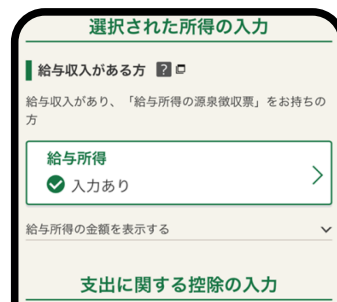 選択された所得の入力
給与収入がある方 ?
給与収入があり、「給与所得の源泉徴収票」をお持ちの
方
給与所得
入力あり
給与所得の金額を表示する
支出に関する控除の入力